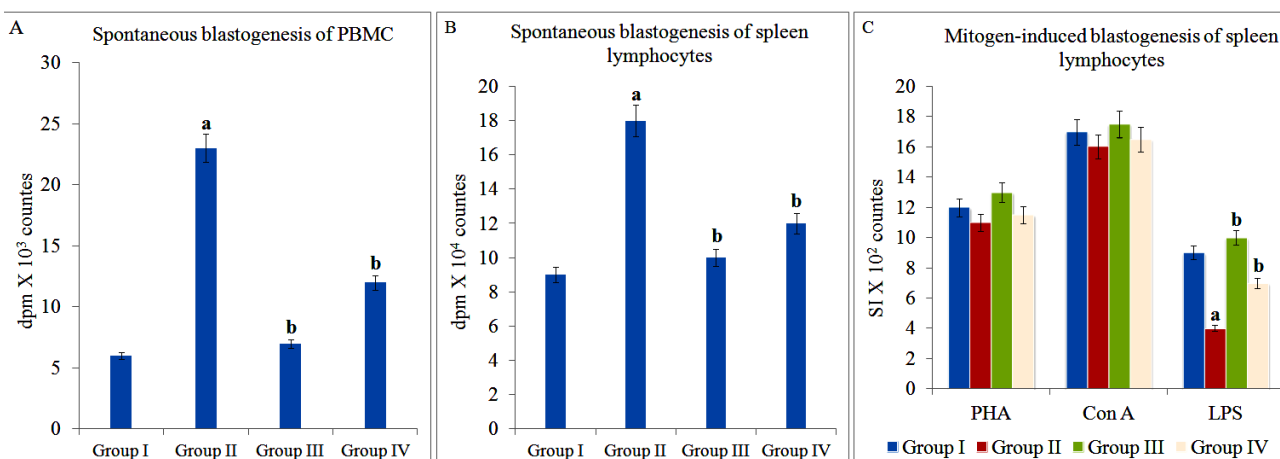 A
Spontaneous blastogenesis of PBMC
dpm X 10³ countes
30
25
20
15
10
5
0
a
b
b
Group I
Group II
Group III
Group IV
B
Spontaneous blastogenesis of spleen
lymphocytes
dpm X 10⁴ countes
20
18
16
14
12
10
8
6
4
2
0
a
b
b
Group I
Group II
Group III
Group IV
C
Mitogen-induced blastogenesis of spleen
lymphocytes
SI X 10² countes
20
18
16
14
12
10
8
6
4
2
0
b
b
a
PHA
Con A
LPS
Group I
Group II
Group III
Group IV